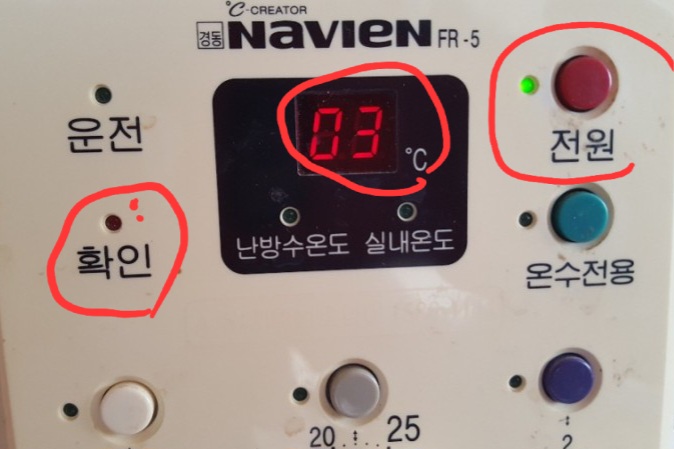 ℃-CREATOR
경동 NaviEN FR-5
운전
03 ℃
전원
확인
난방수온도 실내온도
온수전용
20 25
2